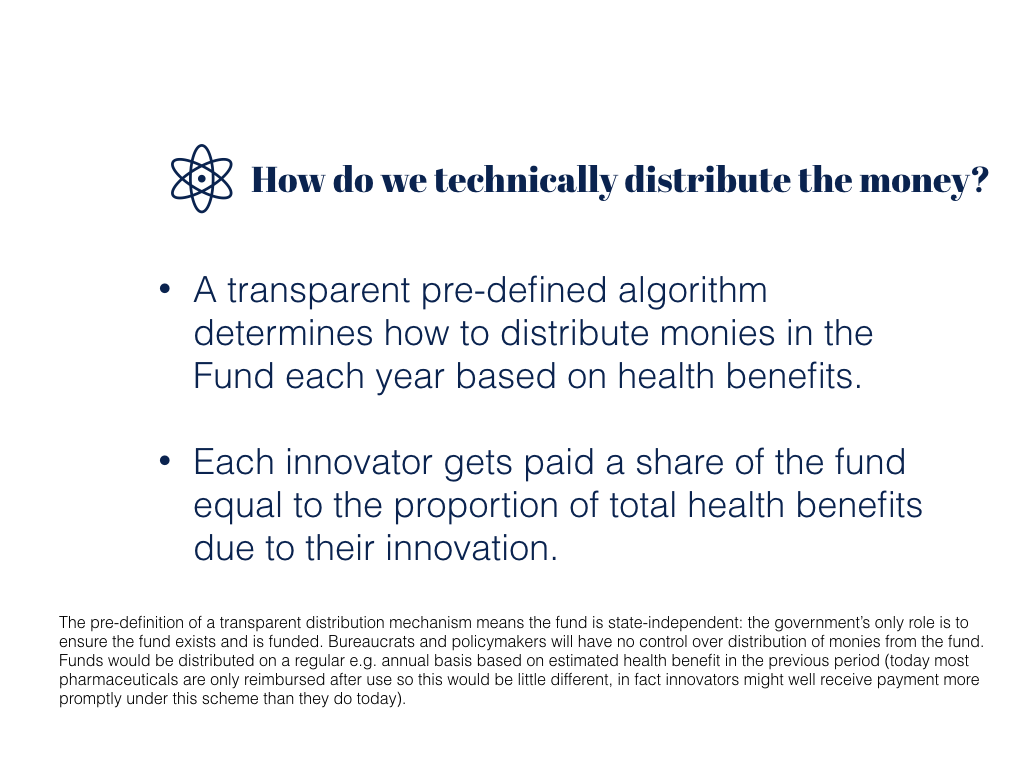 How do we technically distribute the money?
• A transparent pre-defined algorithm
determines how to distribute monies in the
Fund each year based on health benefits.
• Each innovator gets paid a share of the fund
equal to the proportion of total health benefits
due to their innovation.
The pre-definition of a transparent distribution mechanism means the fund is state-independent: the government's only role is to
ensure the fund exists and is funded. Bureaucrats and policymakers will have no control over distribution of monies from the fund.
Funds would be distributed on a regular e.g. annual basis based on estimated health benefit in the previous period (today most
pharmaceuticals are only reimbursed after use so this would be little different, in fact innovators might well receive payment more
promptly under this scheme than they do today).